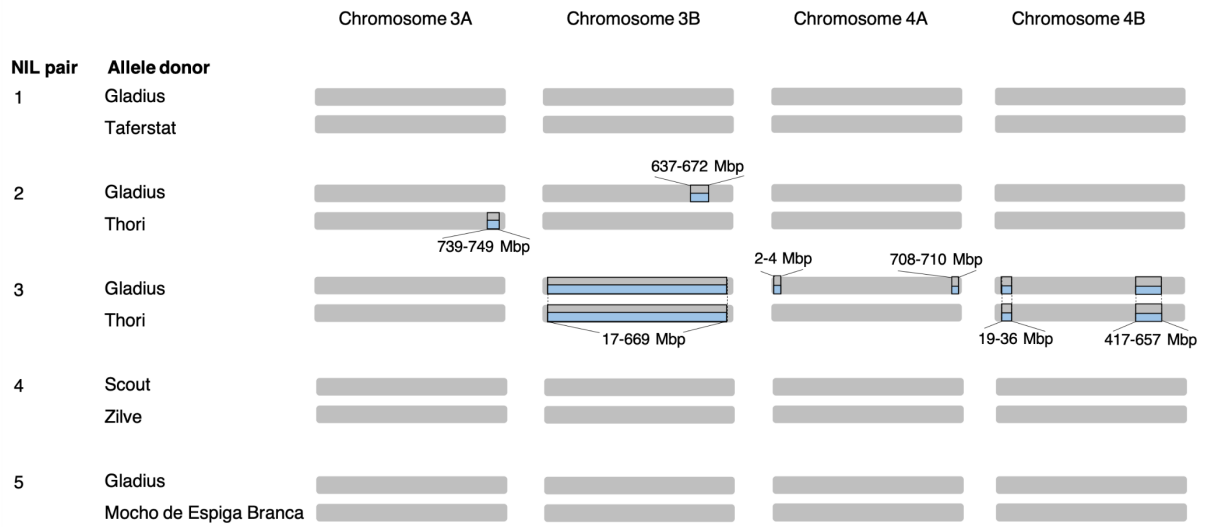 Chromosome 3A Chromosome 3B Chromosome 4A Chromosome 4B
NIL pair Allele donor
1 Gladius
Taferstat
637-672 Mbp
2 Gladius
Thori
739-749 Mbp
2-4 Mbp 708-710 Mbp
3 Gladius
Thori
17-669 Mbp 19-36 Mbp 417-657 Mbp
4 Scout
Zilve
5 Gladius
Mocho de Espiga Branca